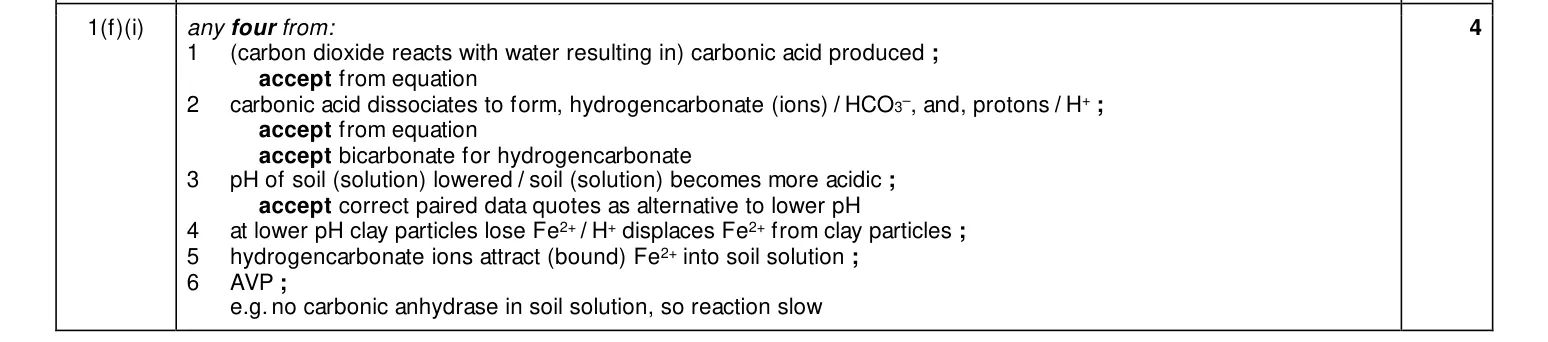 1(f)(i) any four from: 4
1 (carbon dioxide reacts with water resulting in) carbonic acid produced ;
accept from equation
2 carbonic acid dissociates to form, hydrogencarbonate (ions) / HCO₃⁻, and, protons / H⁺ ;
accept from equation
accept bicarbonate for hydrogencarbonate
3 pH of soil (solution) lowered / soil (solution) becomes more acidic ;
accept correct paired data quotes as alternative to lower pH
4 at lower pH clay particles lose Fe²⁺ / H⁺ displaces Fe²⁺ from clay particles ;
5 hydrogencarbonate ions attract (bound) Fe²⁺ into soil solution ;
6 AVP ;
e.g. no carbonic anhydrase in soil solution, so reaction slow